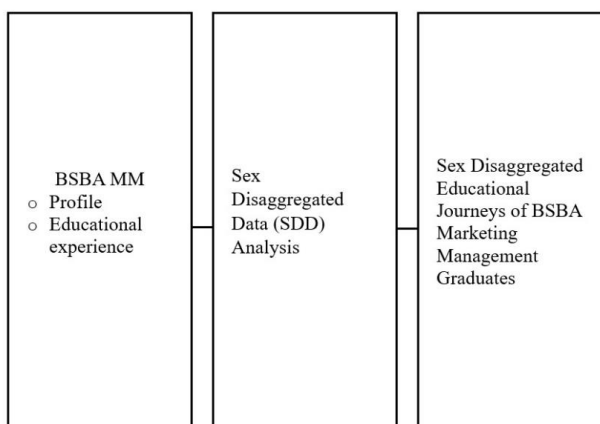 BSBA MM
o Profile
o Educational
experience
Sex
Disaggregated
Data (SDD)
Analysis
Sex Disaggregated
Educational
Journeys of BSBA
Marketing
Management
Graduates